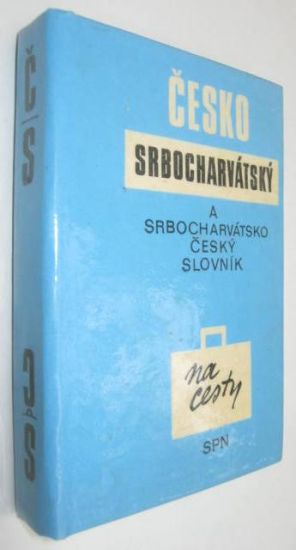 ČESKO
SRBOCHARVÁTSKÝ
A
SRBOCHARVÁTSKO
ČESKÝ
SLOVNÍK
na
cesty
SPN
Č/S